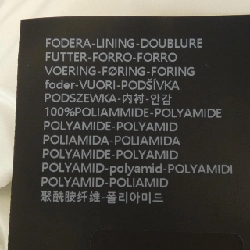 FODERA-LINING-DOUBLURE
FUTTER-FORRO-FORRO
VOERING-FØRING-FORING
foder-VUORI-PODŠÍVKA
PODSZEWKA-内衬-안감
100%POLIAMMIDE-POLYAMIDE
POLYAMIDE-POLYAMID
POLIAMIDA-POLIAMIDA
POLYAMIDE-POLYAMID
POLYAMID-polyamid-POLYAMIDI
POLYAMID-POLIAMID
聚酰胺纤维-폴리아미드